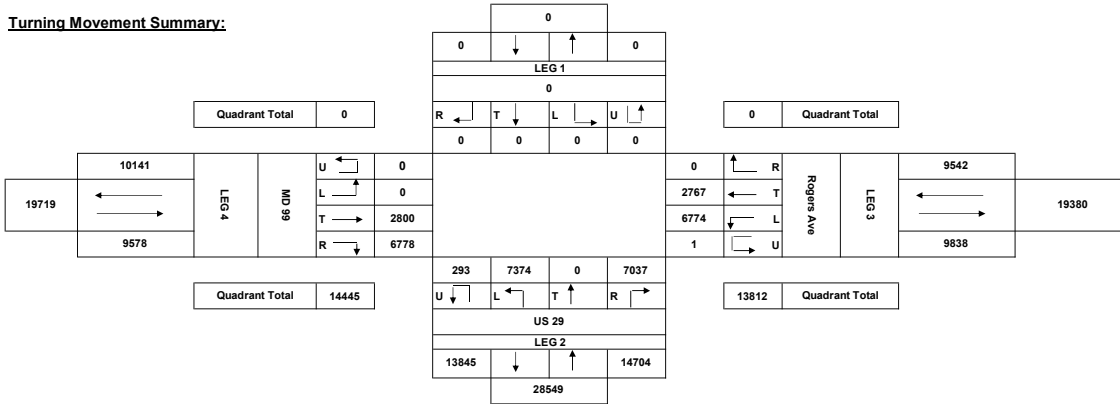 Turning Movement Summary:
0
0 0
LEG 1
0
Quadrant Total 0
R T L U
0 Quadrant Total
0 0 0 0
10141
U 0
0 R
9542
19719
LEG 4
MD 99
L 0
2767 T
Rogers Ave
LEG 3
19380
T 2800
6774 L
9578
R 6778
1 U
9838
293 7374 0 7037
Quadrant Total 14445
U L T R
13812 Quadrant Total
US 29
LEG 2
13845 14704
28549